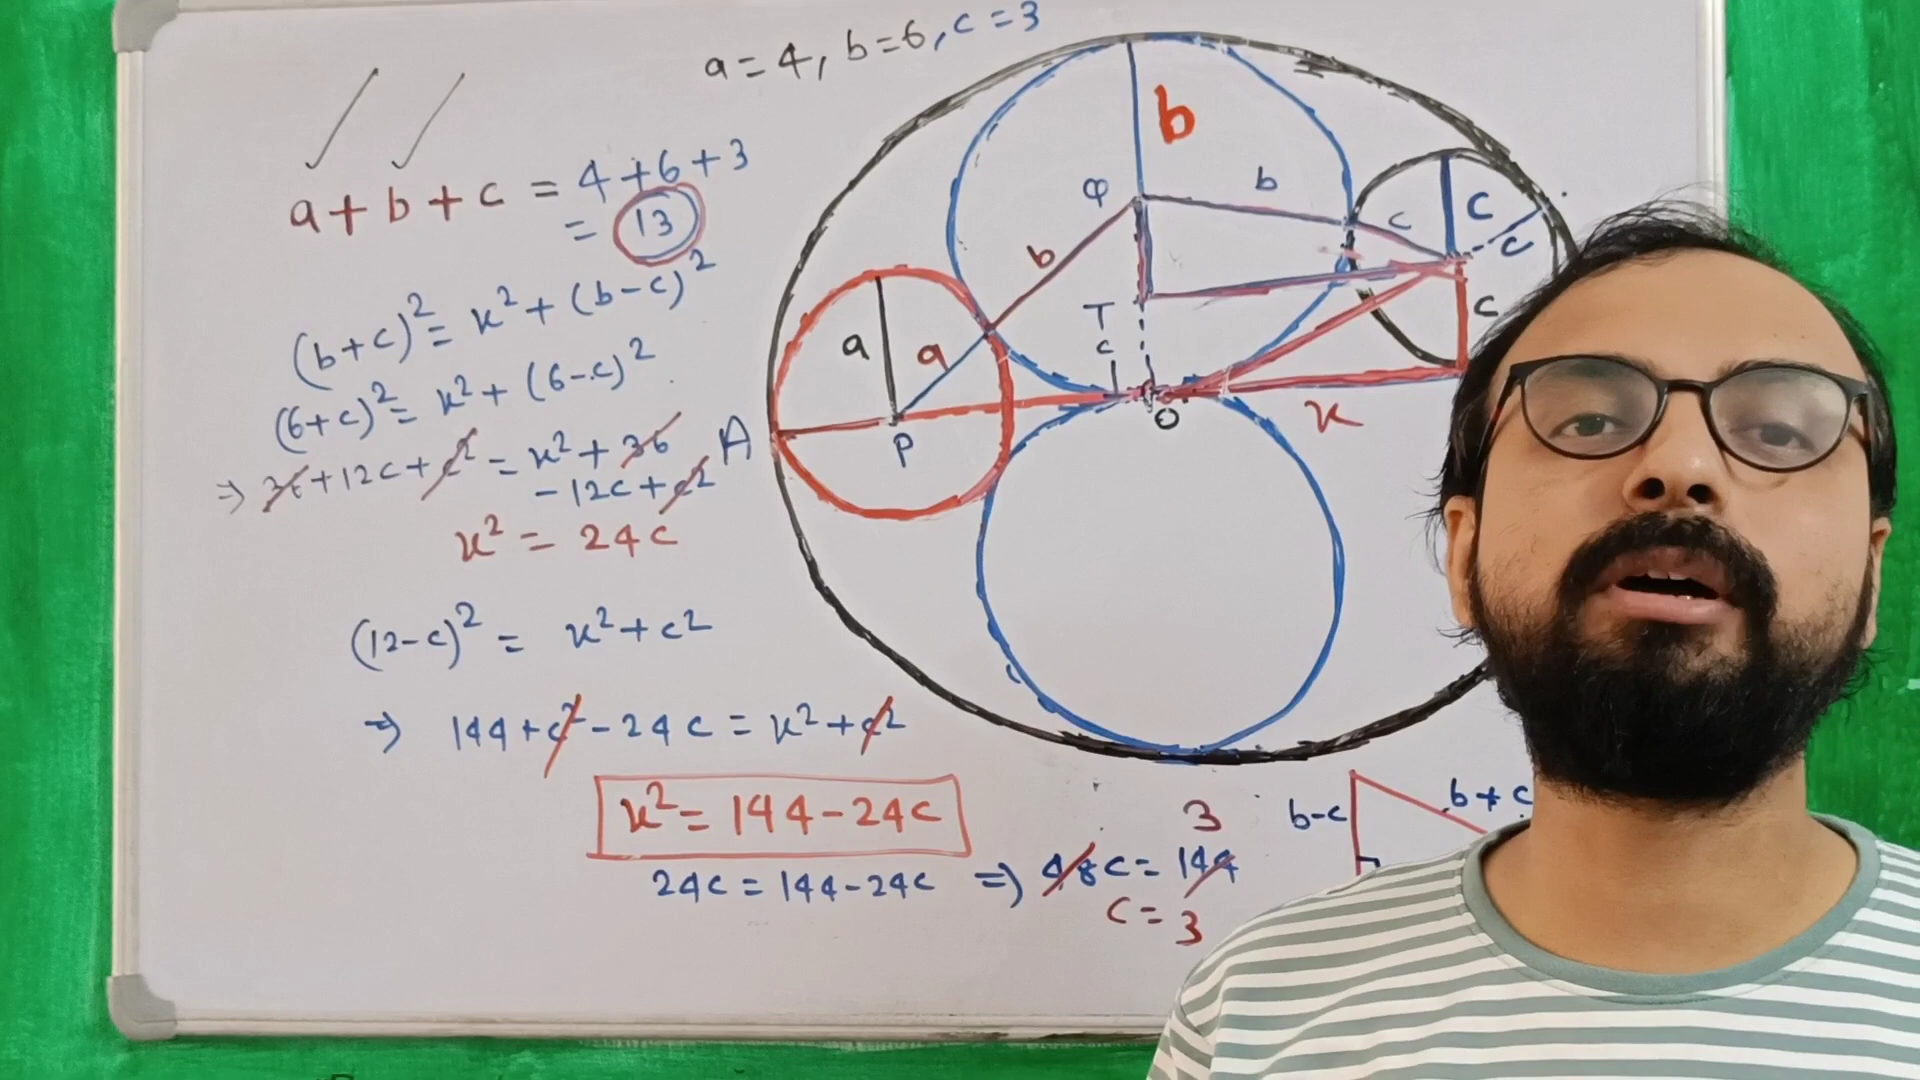 a = 4, b = 6, c = 3
a + b + c = 4 + 6 + 3
= 13
(b+c)² = x² + (b-c)²
(6+c)² = x² + (6-c)²
⇒ 36 + 12c + c² = x² + 36
- 12c + c²
x² = 24c
(12-c)² = x² + c²
⇒ 144 + c² - 24c = x² + c²
x² = 144 - 24c
24c = 144 - 24c ⇒ 48c = 144
3
c = 3
b
Q
b
c
c
c
b
T
c
c
a
a
A
P
O
x
b-c
b+c